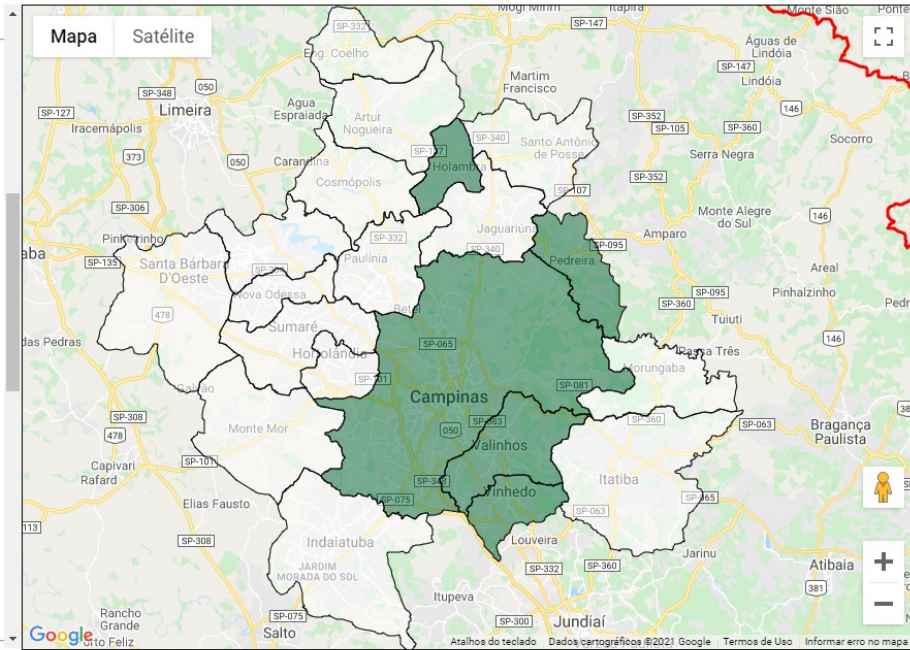 Mapa Satélite
Mogi Mirim
Itapira
Monte Sião
SP-147
SP-332
Eng. Coelho
Águas de
Lindóia
SP-147
Lindóia
Martim
Francisco
SP-348
050
Limeira
SP-127
Iracemápolis
Agua
Espraiada
Artur
Nogueira
SP-340
Santo Antônio
de Posse
SP-352
SP-105
SP-360
146
Socorro
Serra Negra
373
050
Holambra
SP-352
Cosmópolis
SP-306
SP-107
Monte Alegre
do Sul
146
Jaguariúna
SP-332
SP-340
Paulínia
SP-135
Santa Bárbara
D'Oeste
Amparo
SP-095
Pedreira
Areal
Pinhalzinho
SP-095
SP-360
Nova Odessa
478
Sumaré
Tuiuti
146
das Pedras
SP-065
Hortolândia
Morungaba
SP-101
SP-081
Campinas
SP-360
SP-063
SP-308
478
Monte Mor
050
Valinhos
Bragança
Paulista
Capivari
Rafard
SP-101
Itatiba
SP-348
Vinhedo
SP-075
Elias Fausto
SP-063
113
SP-308
Indaiatuba
Louveira
Jarinu
JARDIM
MORADA DO SOL
SP-332
SP-360
Atibaia
381
Itupeva
Rancho
Grande
SP-075
SP-300
Jundiaí
Salto
Google
Porto Feliz
Atalhos do teclado Dados cartográficos ©2021 Google Termos de Uso Informar erro no mapa